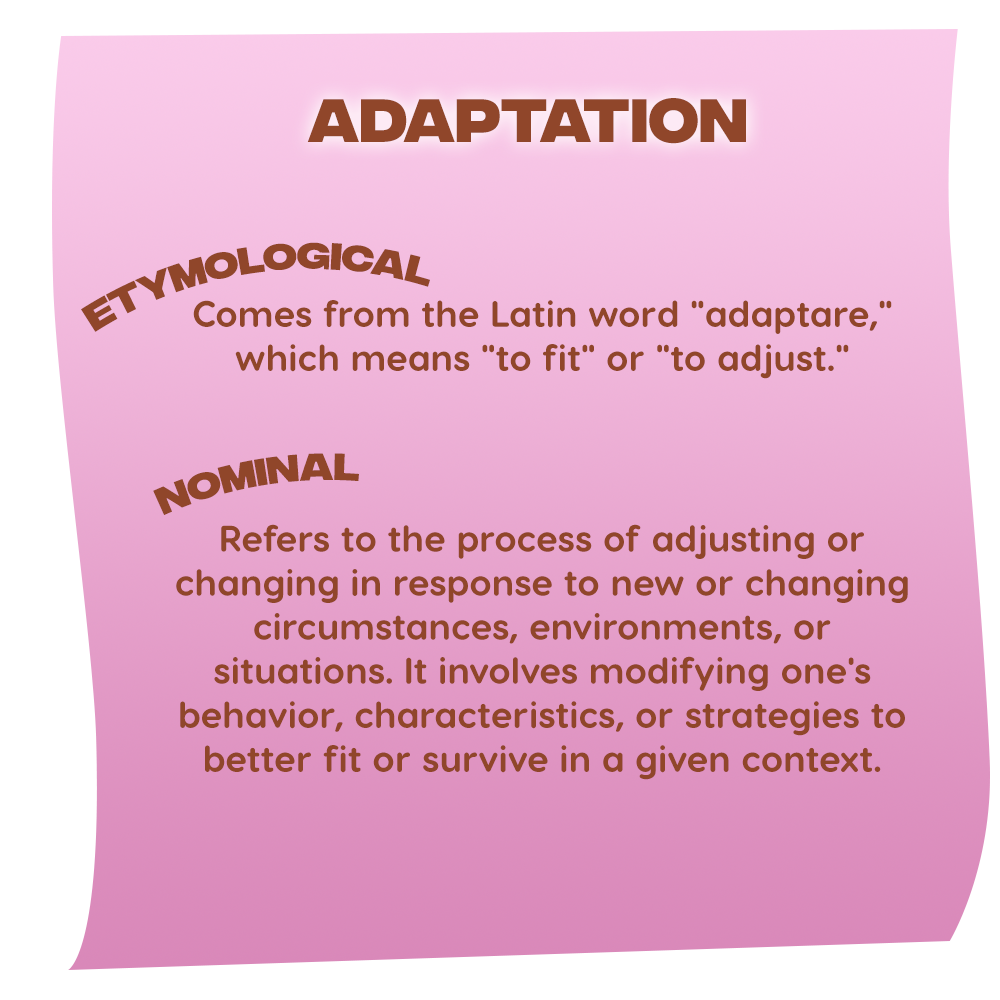 ADAPTATION
ETYMOLOGICAL
Comes from the Latin word "adaptare,"
which means "to fit" or "to adjust."
NOMINAL
Refers to the process of adjusting or
changing in response to new or changing
circumstances, environments, or
situations. It involves modifying one's
behavior, characteristics, or strategies to
better fit or survive in a given context.